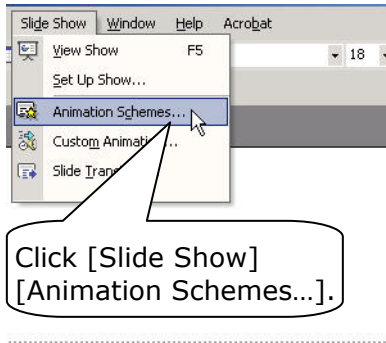 Slide Show Window Help Acrobat
View Show F5
18
Set Up Show...
Animation Schemes...
Custom Animation...
Slide
Click [Slide Show]
[Animation Schemes…].